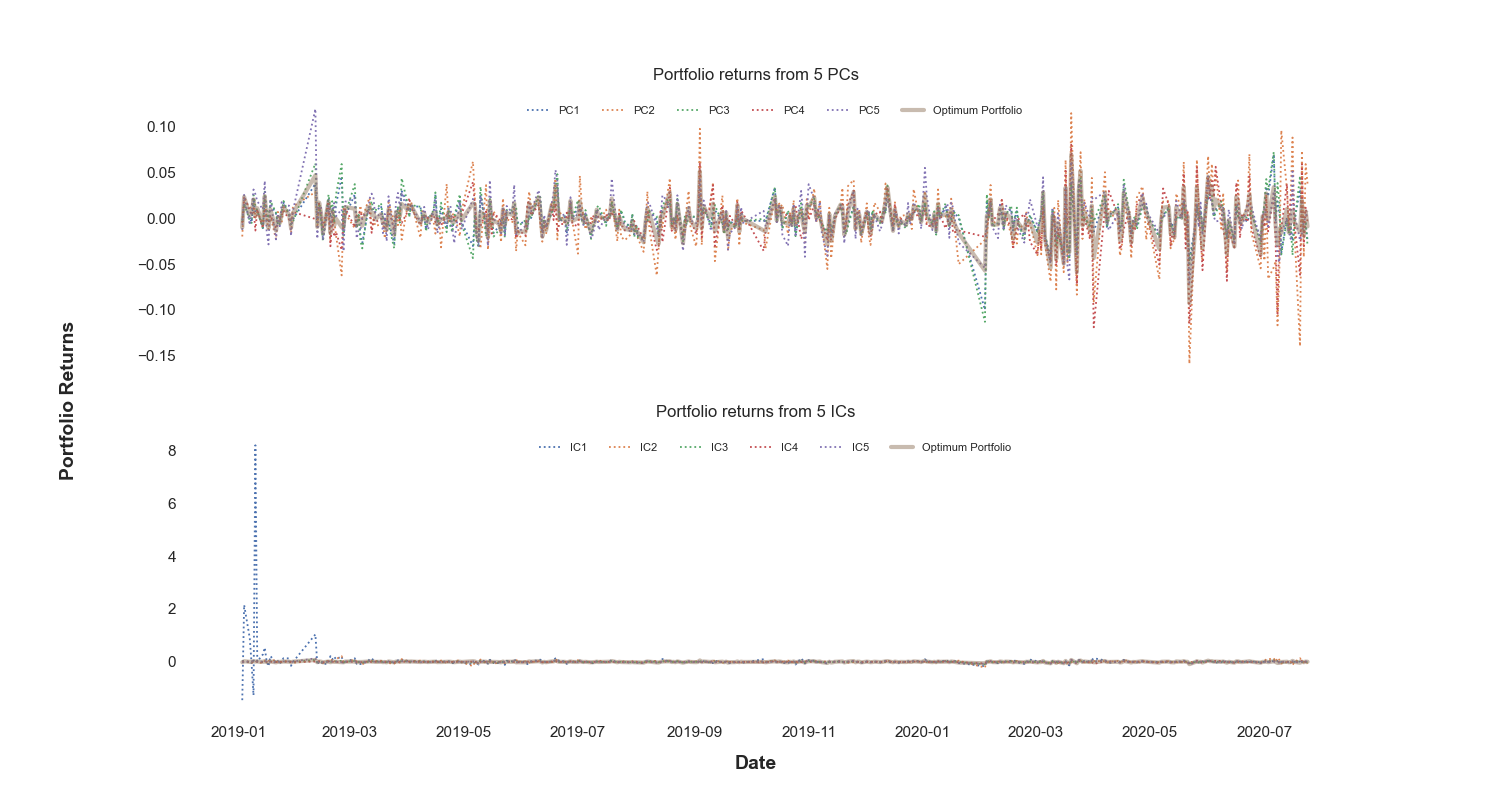 Portfolio returns from 5 PCs
PC1 PC2 PC3 PC4 PC5 Optimum Portfolio
0.10
0.05
0.00
−0.05
−0.10
−0.15
Portfolio Returns
Portfolio returns from 5 ICs
IC1 IC2 IC3 IC4 IC5 Optimum Portfolio
8
6
4
2
0
2019-01 2019-03 2019-05 2019-07 2019-09 2019-11 2020-01 2020-03 2020-05 2020-07
Date